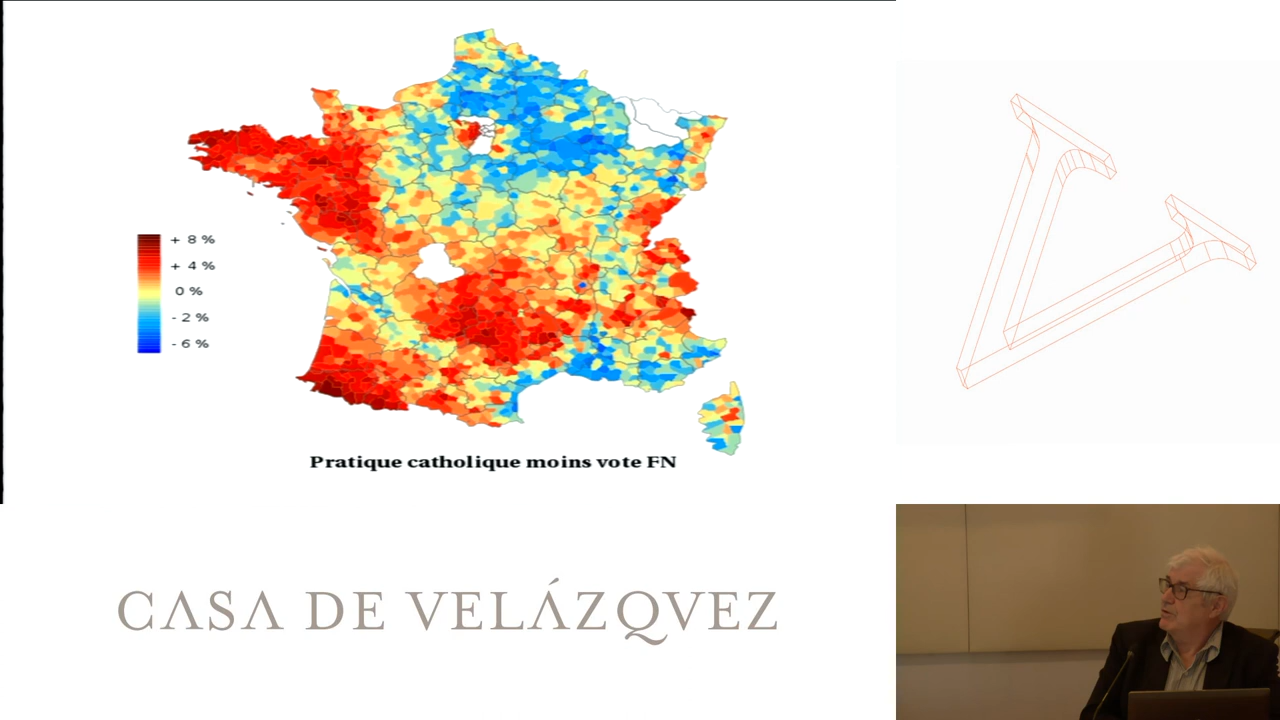 + 8 %
+ 4 %
0 %
- 2 %
- 6 %
Pratique catholique moins vote FN
CASA DE VELÁZQVEZ